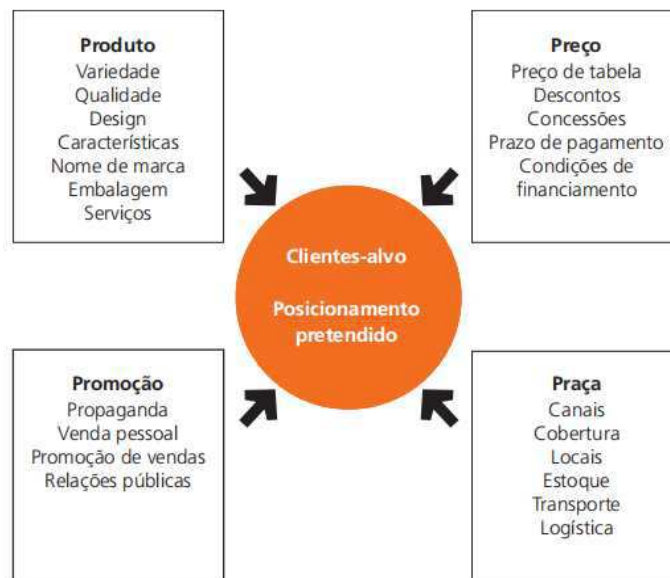 Produto
Variedade
Qualidade
Design
Características
Nome de marca
Embalagem
Serviços
Preço
Preço de tabela
Descontos
Concessões
Prazo de pagamento
Condições de
financiamento
Clientes-alvo
Posicionamento
pretendido
Promoção
Propaganda
Venda pessoal
Promoção de vendas
Relações públicas
Praça
Canais
Cobertura
Locais
Estoque
Transporte
Logística